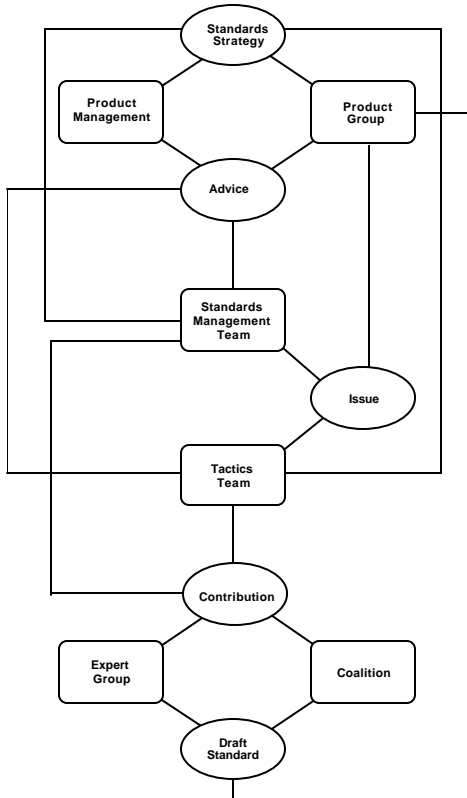 Standards
Strategy
Product
Management
Product
Group
Advice
Standards
Management
Team
Issue
Tactics
Team
Contribution
Expert
Group
Coalition
Draft
Standard